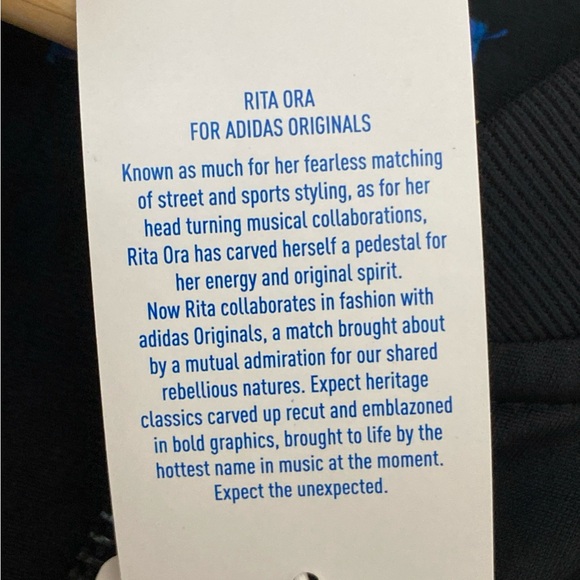 RITA ORA
FOR ADIDAS ORIGINALS
Known as much for her fearless matching
of street and sports styling, as for her
head turning musical collaborations,
Rita Ora has carved herself a pedestal for
her energy and original spirit.
Now Rita collaborates in fashion with
adidas Originals, a match brought about
by a mutual admiration for our shared
rebellious natures. Expect heritage
classics carved up recut and emblazoned
in bold graphics, brought to life by the
hottest name in music at the moment.
Expect the unexpected.